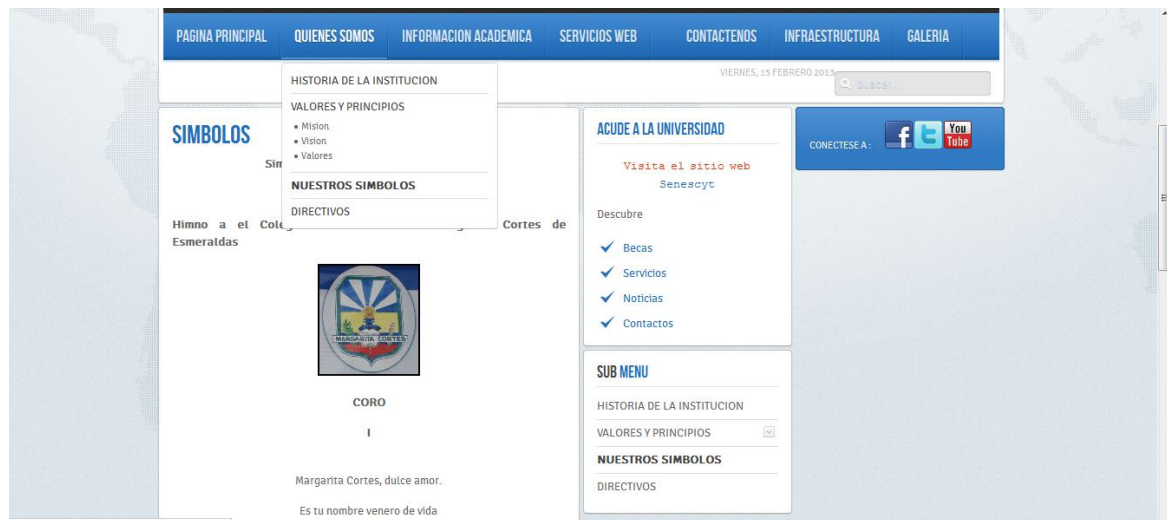 PAGINA PRINCIPAL QUIENES SOMOS INFORMACION ACADEMICA SERVICIOS WEB CONTACTENOS INFRAESTRUCTURA GALERIA
VIERNES, 15 FEBRERO 2013
buscar...
HISTORIA DE LA INSTITUCION
VALORES Y PRINCIPIOS
• Mision
• Vision
• Valores
NUESTROS SIMBOLOS
DIRECTIVOS
SIMBOLOS
Himno a el
Cortes de
Esmeraldas
MARGARITA CORTES
CORO
I
Margarita Cortes, dulce amor.
Es tu nombre venero de vida
ACUDE A LA UNIVERSIDAD
Visita el sitio web
Senescyt
Descubre
Becas
Servicios
Noticias
Contactos
SUB MENU
HISTORIA DE LA INSTITUCION
VALORES Y PRINCIPIOS
NUESTROS SIMBOLOS
DIRECTIVOS
CONECTESE A :
f t You
Tube